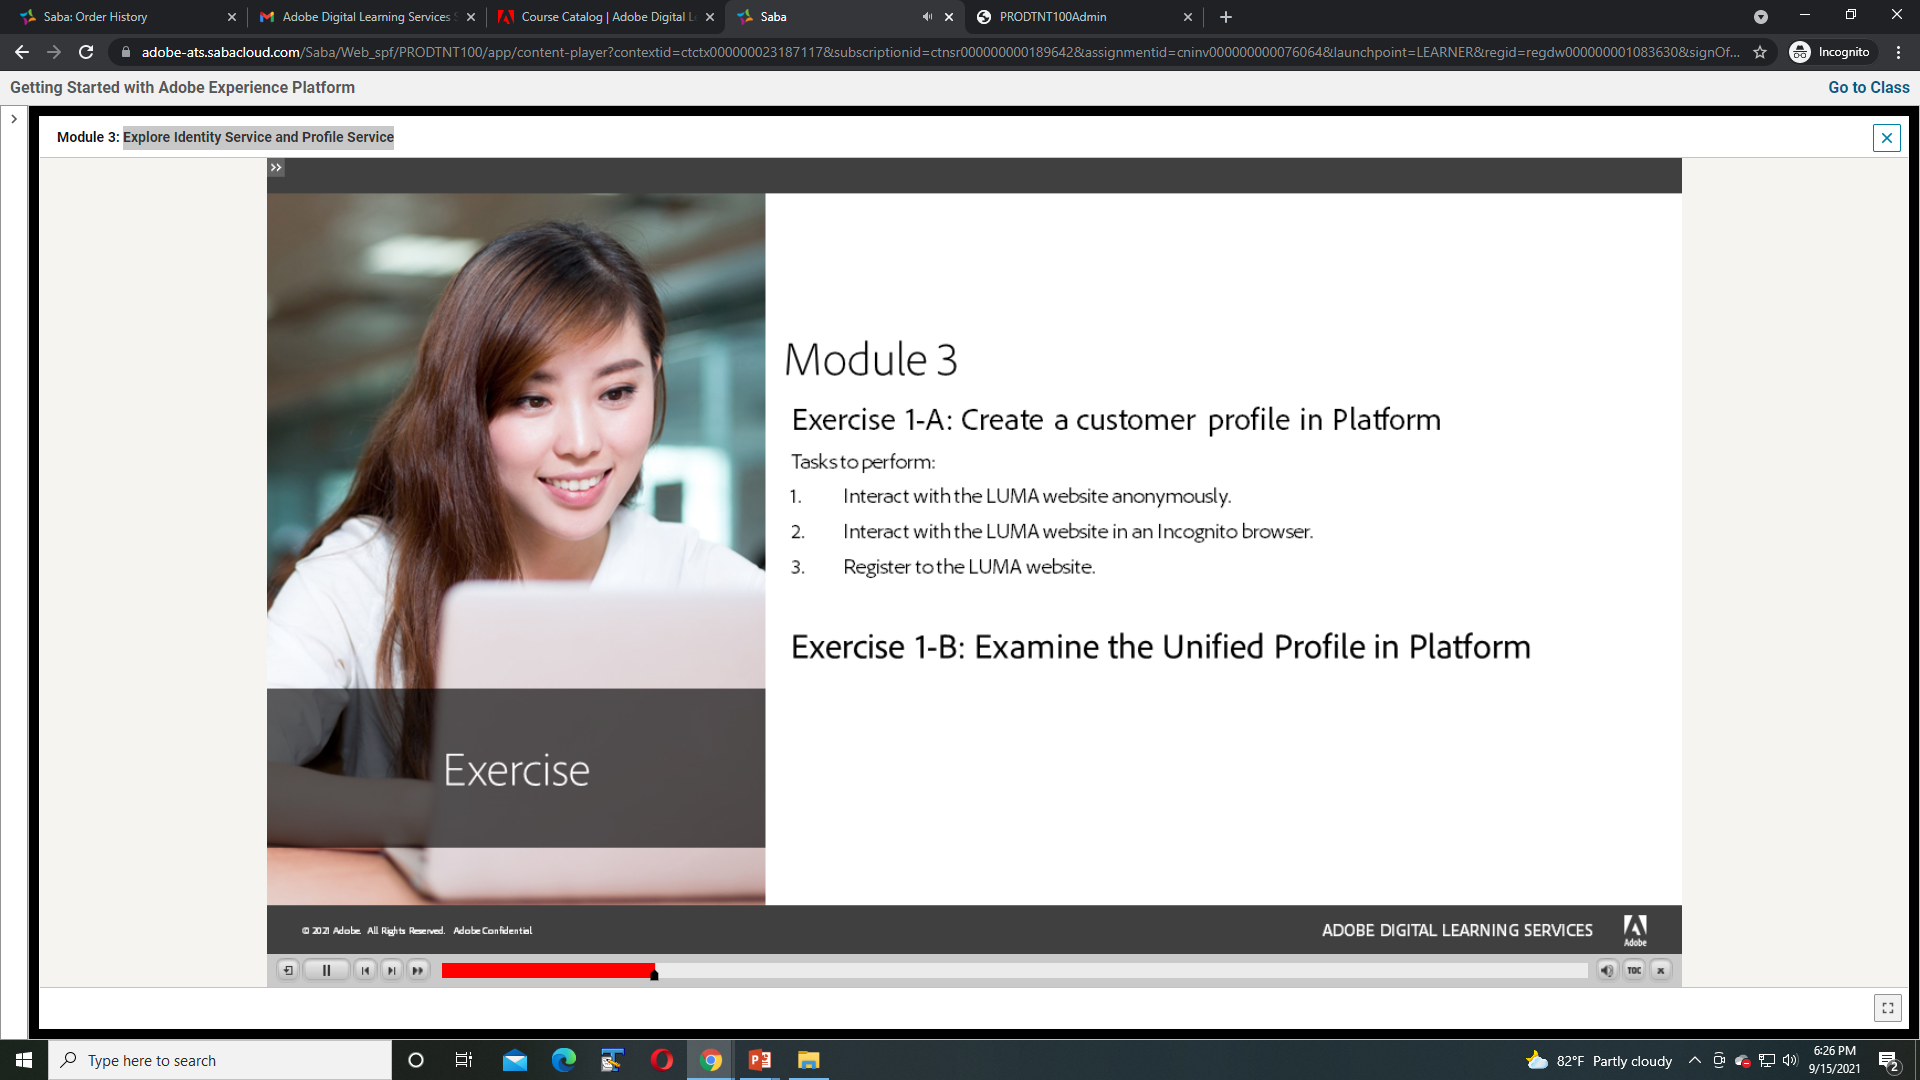 Saba: Order History
Adobe Digital Learning Services
Course Catalog | Adobe Digital L
Saba
PRODTNT100Admin
adobe-ats.sabacloud.com/Saba/Web_spf/PRODTNT100/app/content-player?contextid=ctctx000000023187117&subscriptionid=ctnsr000000000189642&assignmentid=cninv000000000076064&launchpoint=LEARNER&regid=regdw000000001083630&signOf...
Incognito
Getting Started with Adobe Experience Platform
Go to Class
Module 3: Explore Identity Service and Profile Service
Module 3
Exercise 1-A: Create a customer profile in Platform
Tasks to perform:
1. Interact with the LUMA website anonymously.
2. Interact with the LUMA website in an Incognito browser.
3. Register to the LUMA website.
Exercise 1-B: Examine the Unified Profile in Platform
Exercise
© 2021 Adobe. All Rights Reserved. Adobe Confidential
ADOBE DIGITAL LEARNING SERVICES
Adobe
TOC
Type here to search
82°F Partly cloudy
6:26 PM
9/15/2021
2